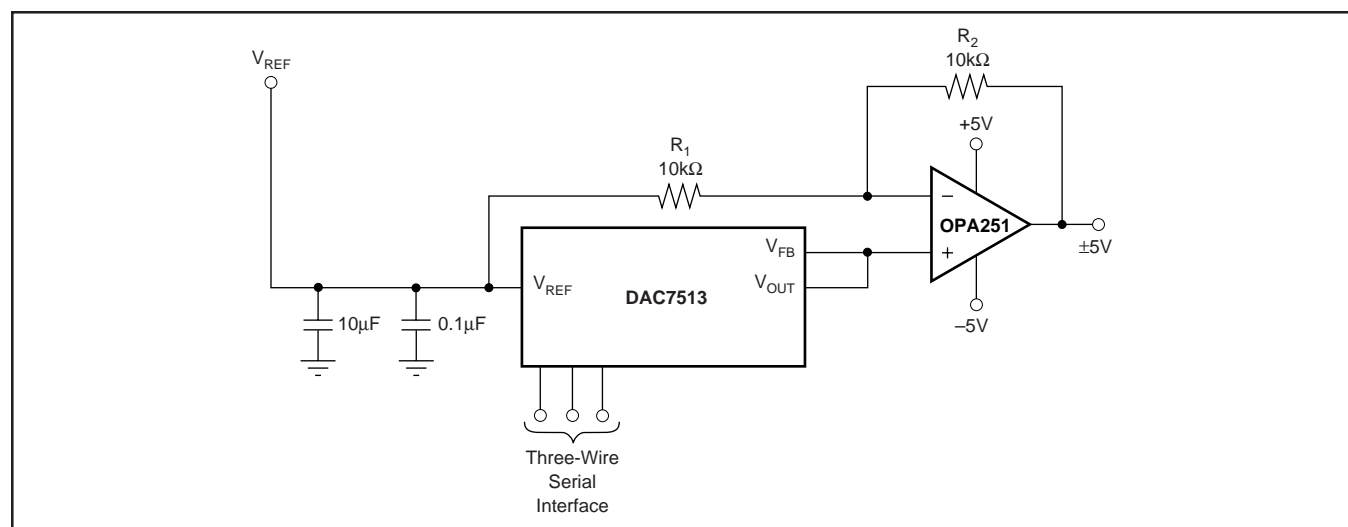 V_REF
R_2
10kΩ
+5V
R_1
10kΩ
–
OPA251
+
±5V
–5V
V_FB
V_REF
DAC7513
V_OUT
10µF
0.1µF
Three-Wire
Serial
Interface